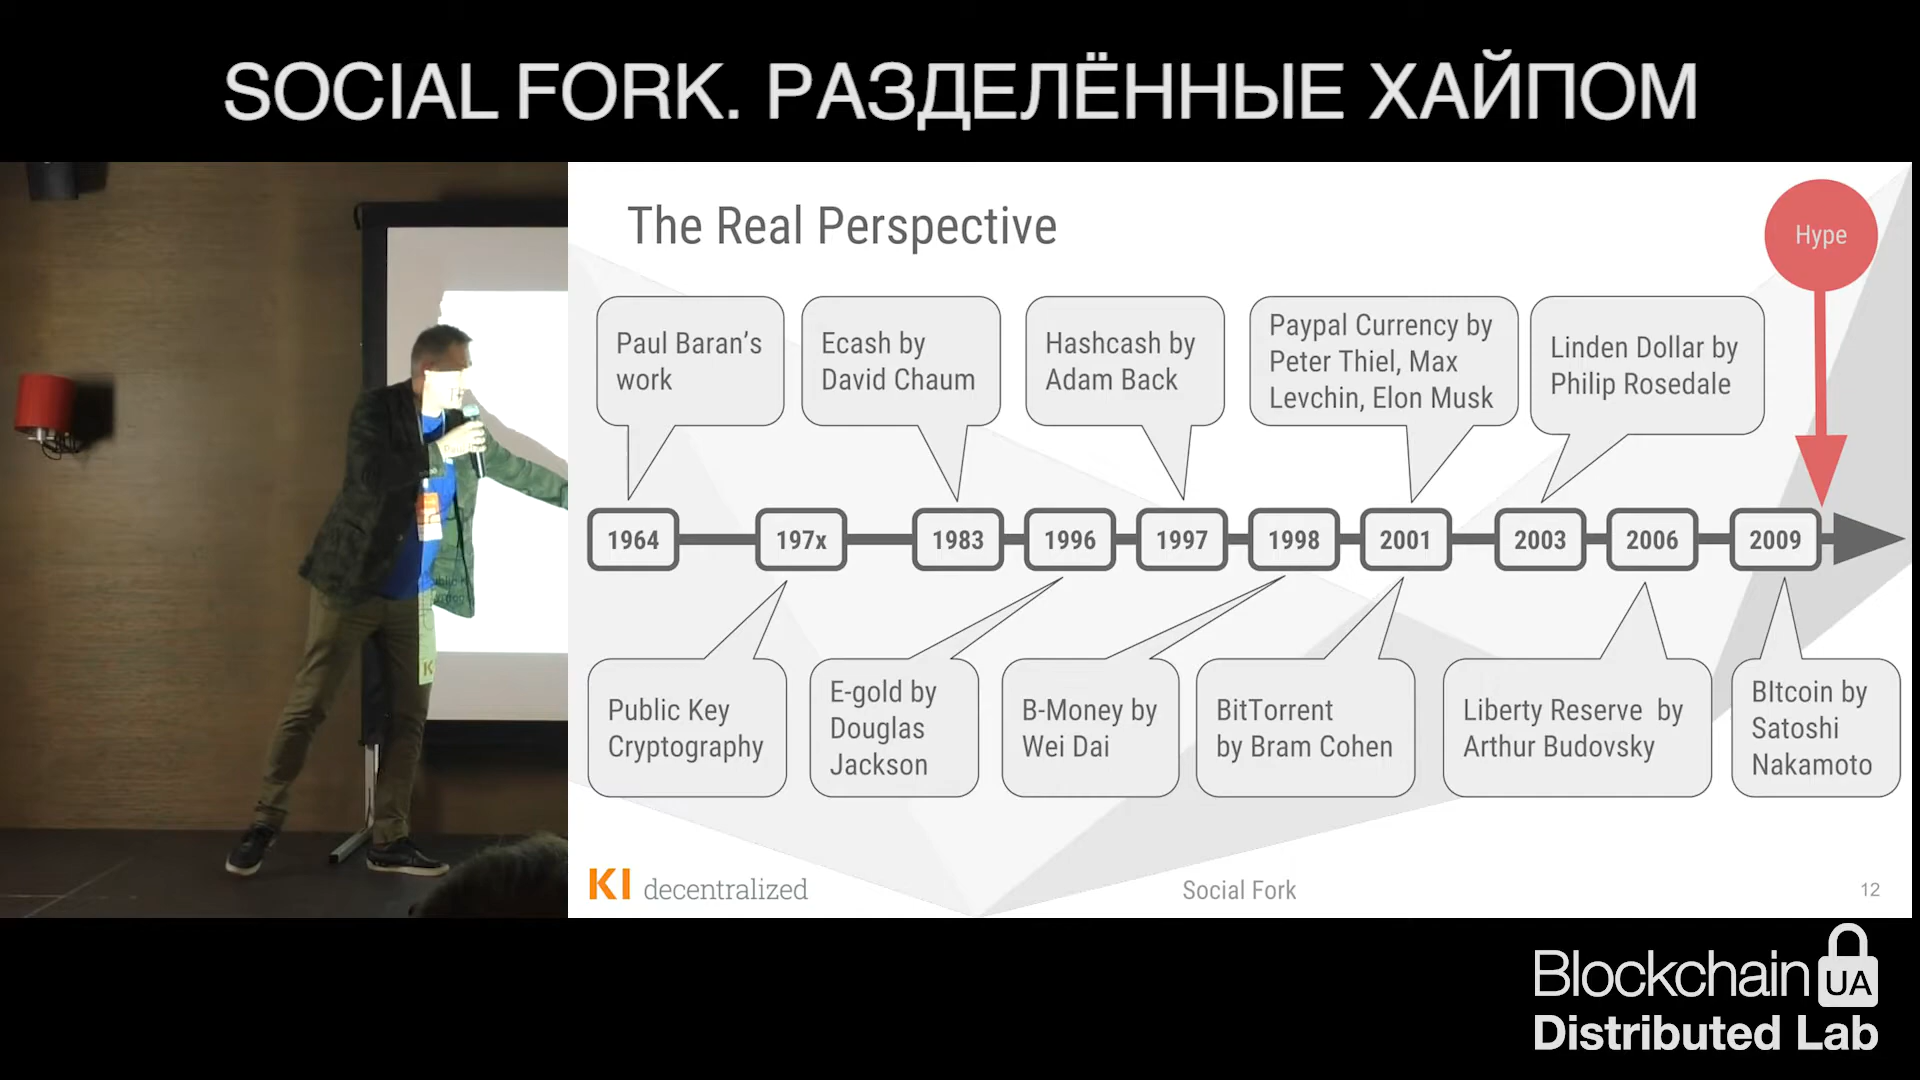 SOCIAL FORK. РАЗДЕЛЁННЫЕ ХАЙПОМ
The Real Perspective
Hype
Paul Baran's
work
Ecash by
David Chaum
Hashcash by
Adam Back
Paypal Currency by
Peter Thiel, Max
Levchin, Elon Musk
Linden Dollar by
Philip Rosedale
1964
197x
1983
1996
1997
1998
2001
2003
2006
2009
Public Key
Cryptography
E-gold by
Douglas
Jackson
B-Money by
Wei Dai
BitTorrent
by Bram Cohen
Liberty Reserve by
Arthur Budovsky
BItcoin by
Satoshi
Nakamoto
KI decentralized
Social Fork
12
Blockchain UA
Distributed Lab